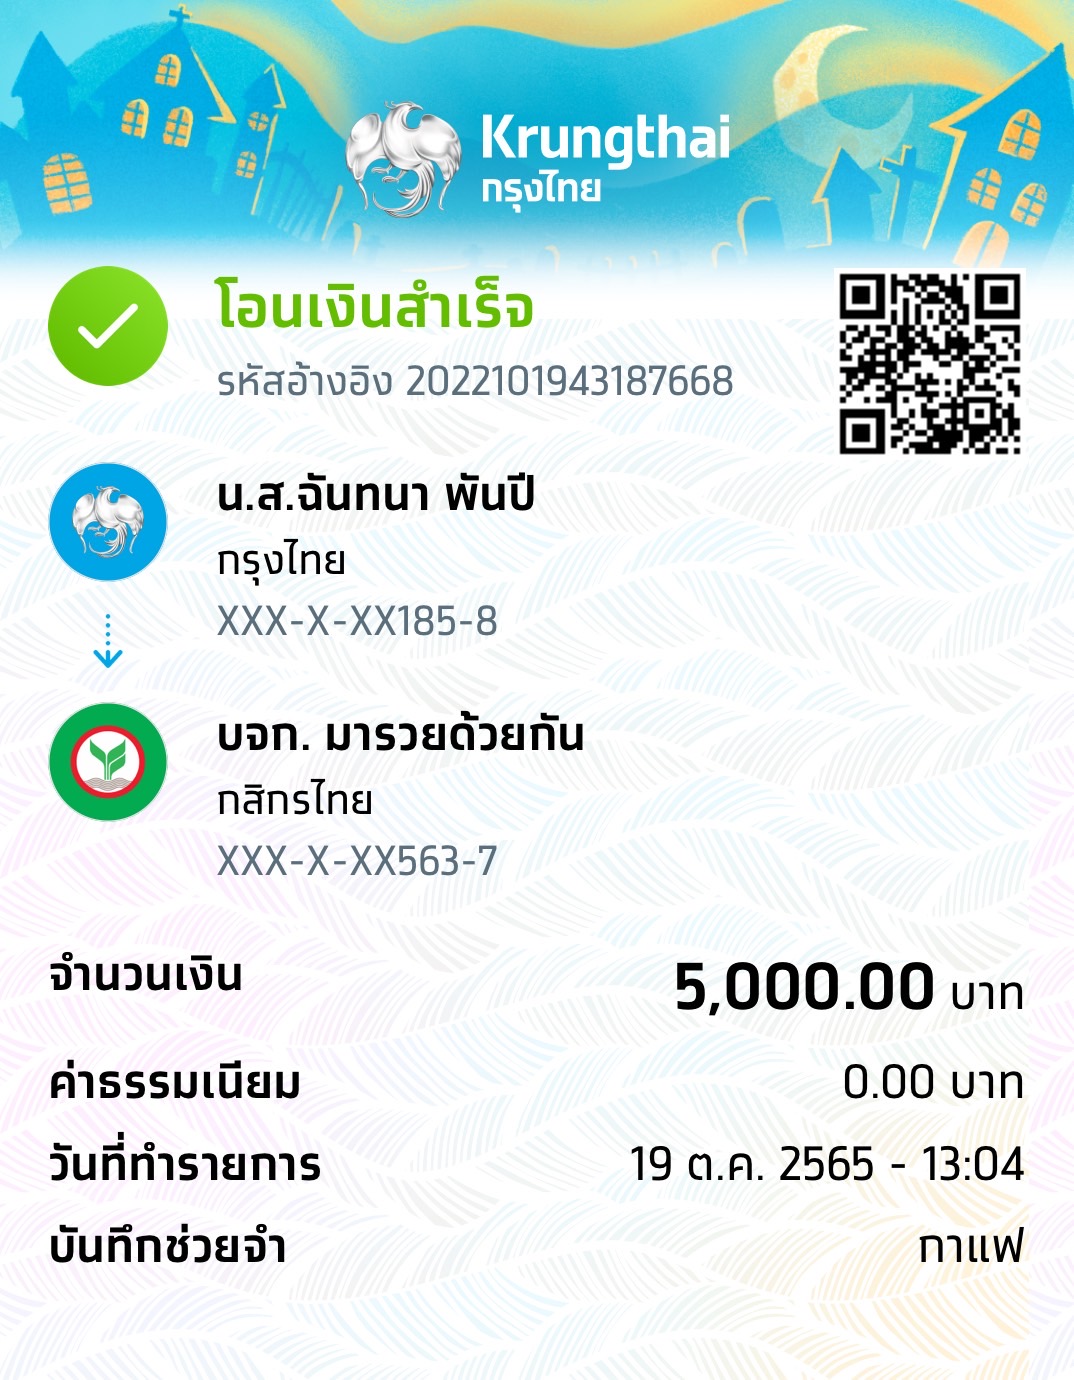 Krungthai
กรุงไทย
โอนเงินสำเร็จ
รหัสอ้างอิง 2022101943187668
น.ส.ฉันทนา พันปี
กรุงไทย
XXX-X-XX185-8
บจก. มารวยด้วยกัน
กสิกรไทย
XXX-X-XX563-7
จำนวนเงิน 5,000.00 บาท
ค่าธรรมเนียม 0.00 บาท
วันที่ทำรายการ 19 ต.ค. 2565 - 13:04
บันทึกช่วยจำ กาแฟ